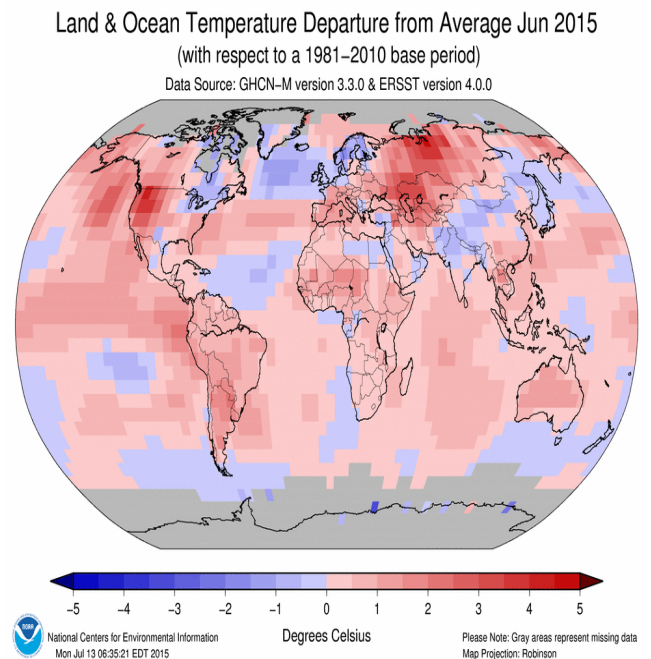 Land & Ocean Temperature Departure from Average Jun 2015
(with respect to a 1981–2010 base period)
Data Source: GHCN–M version 3.3.0 & ERSST version 4.0.0
–5 –4 –3 –2 –1 0 1 2 3 4 5
NOAA
National Centers for Environmental Information
Mon Jul 13 06:35:21 EDT 2015
Degrees Celsius
Please Note: Gray areas represent missing data
Map Projection: Robinson